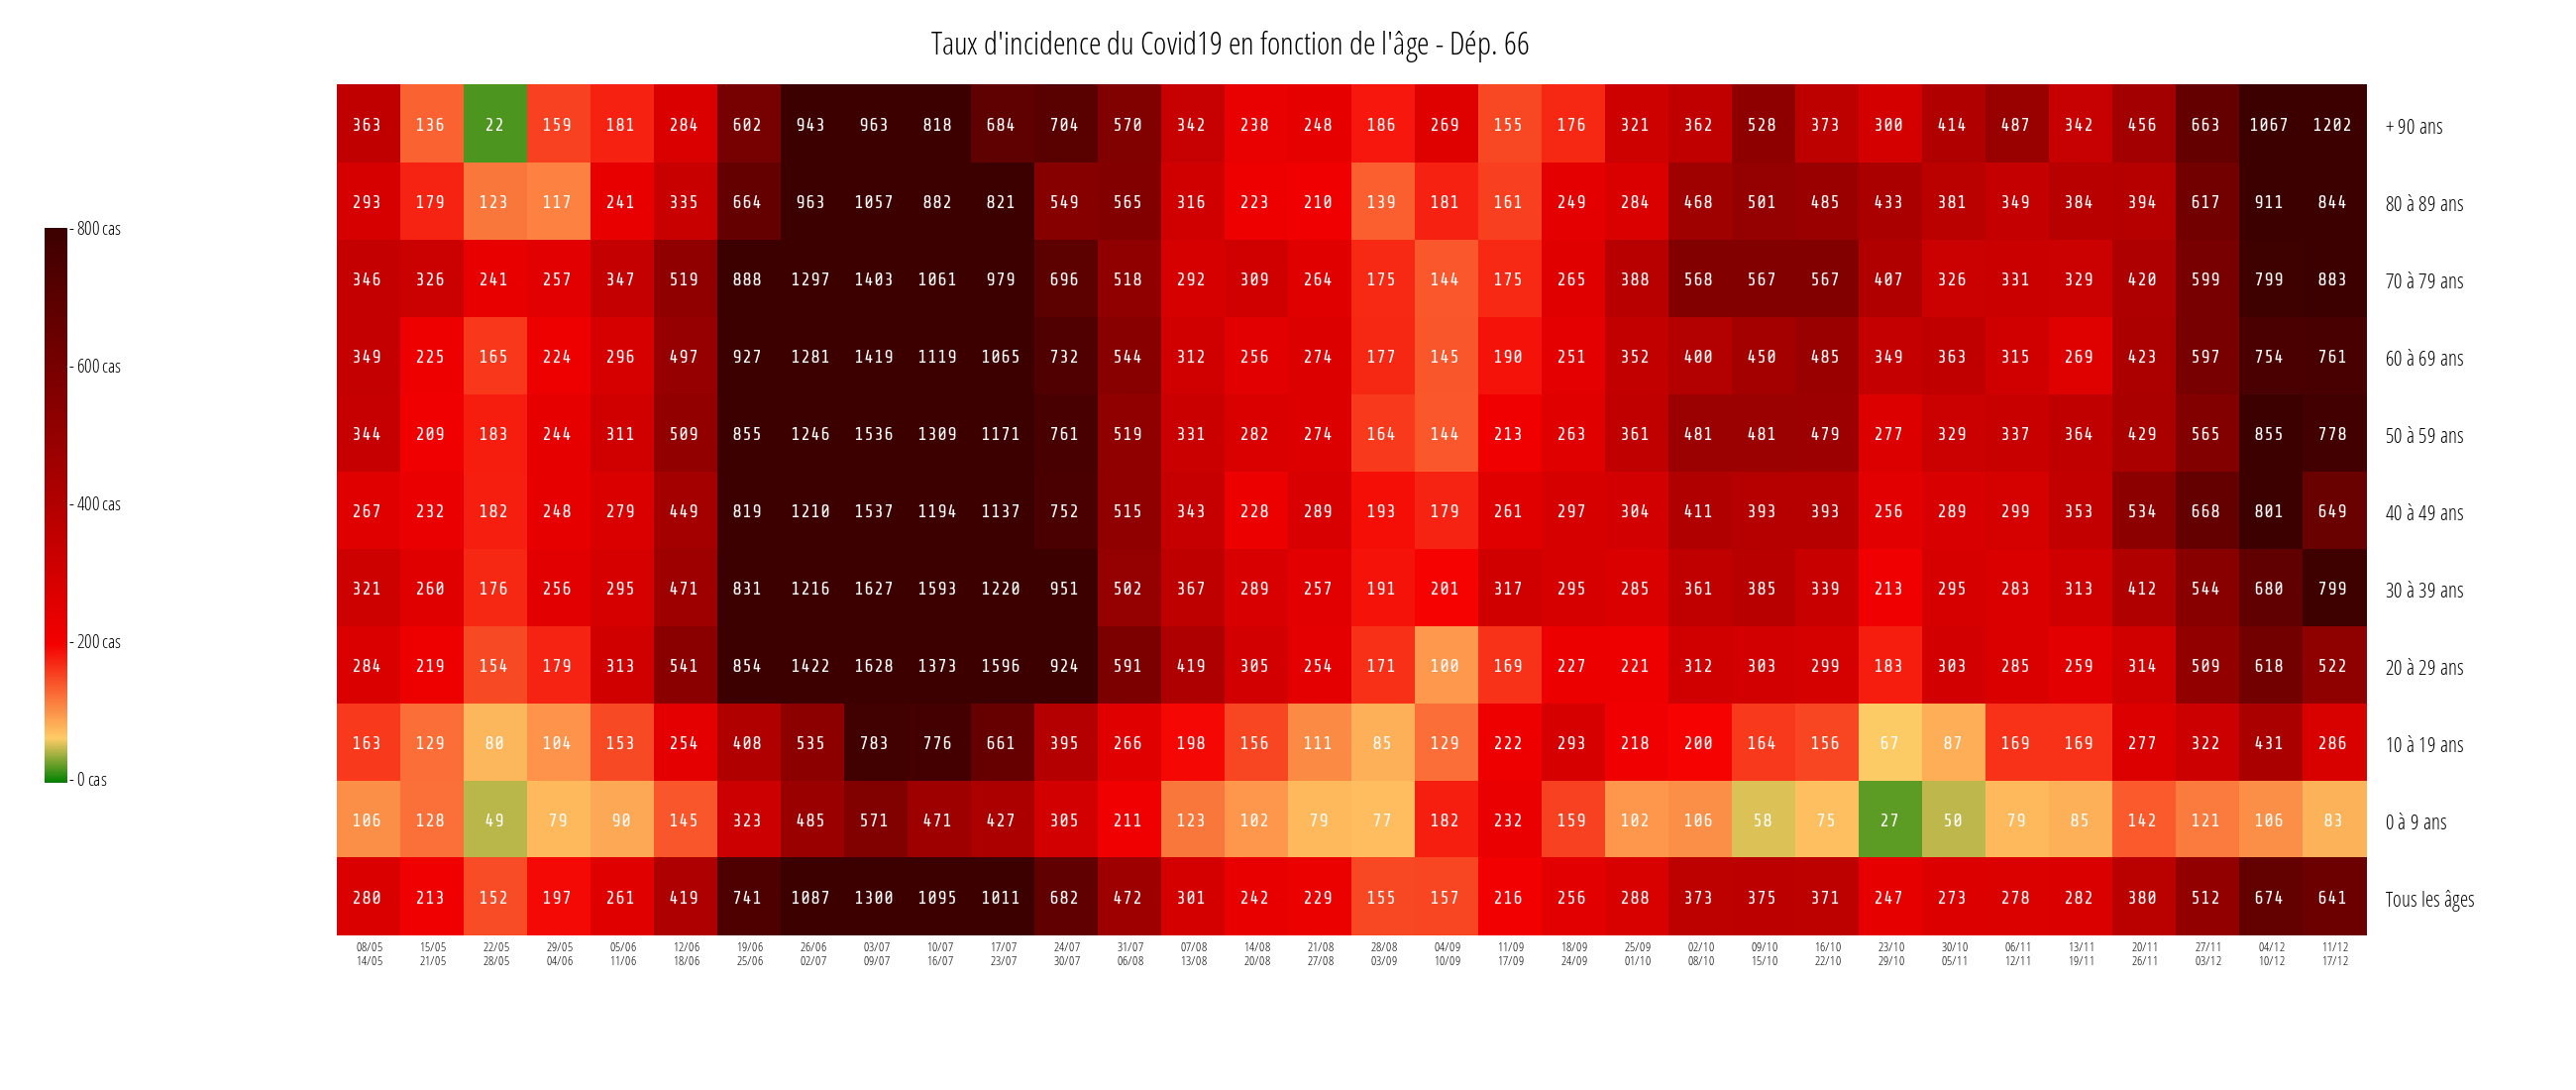 Taux d'incidence du Covid19 en fonction de l'âge - Dép. 66
- 800 cas
- 600 cas
- 400 cas
- 200 cas
- 0 cas
363 136 22 159 181 284 602 943 963 818 684 704 570 342 238 248 186 269 155 176 321 362 528 373 300 414 487 342 456 663 1067 1202 + 90 ans
293 179 123 117 241 335 664 963 1057 882 821 549 565 316 223 210 139 181 161 249 284 468 501 485 433 381 349 384 394 617 911 844 80 à 89 ans
346 326 241 257 347 519 888 1297 1403 1061 979 696 518 292 309 264 175 144 175 265 388 568 567 567 407 326 331 329 420 599 799 883 70 à 79 ans
349 225 165 224 296 497 927 1281 1419 1119 1065 732 544 312 256 274 177 145 190 251 352 400 450 485 349 363 315 269 423 597 754 761 60 à 69 ans
344 209 183 244 311 509 855 1246 1536 1309 1171 761 519 331 282 274 164 144 213 263 361 481 481 479 277 329 337 364 429 565 855 778 50 à 59 ans
267 232 182 248 279 449 819 1210 1537 1194 1137 752 515 343 228 289 193 179 261 297 304 411 393 393 256 289 299 353 534 668 801 649 40 à 49 ans
321 260 176 256 295 471 831 1216 1627 1593 1220 951 502 367 289 257 191 201 317 295 285 361 385 339 213 295 283 313 412 544 680 799 30 à 39 ans
284 219 154 179 313 541 854 1422 1628 1373 1596 924 591 419 305 254 171 100 169 227 221 312 303 299 183 303 285 259 314 509 618 522 20 à 29 ans
163 129 80 104 153 254 408 535 783 776 661 395 266 198 156 111 85 129 222 293 218 200 164 156 67 87 169 169 277 322 431 286 10 à 19 ans
106 128 49 79 90 145 323 485 571 471 427 305 211 123 102 79 77 182 232 159 102 106 58 75 27 50 79 85 142 121 106 83 0 à 9 ans
280 213 152 197 261 419 741 1087 1300 1095 1011 682 472 301 242 229 155 157 216 256 288 373 375 371 247 273 278 282 380 512 674 641 Tous les âges
08/05 15/05 22/05 29/05 05/06 12/06 19/06 26/06 03/07 10/07 17/07 24/07 31/07 07/08 14/08 21/08 28/08 04/09 11/09 18/09 25/09 02/10 09/10 16/10 23/10 30/10 06/11 13/11 20/11 27/11 04/12 11/12
14/05 21/05 28/05 04/06 11/06 18/06 25/06 02/07 09/07 16/07 23/07 30/07 06/08 13/08 20/08 27/08 03/09 10/09 17/09 24/09 01/10 08/10 15/10 22/10 29/10 05/11 12/11 19/11 26/11 03/12 10/12 17/12